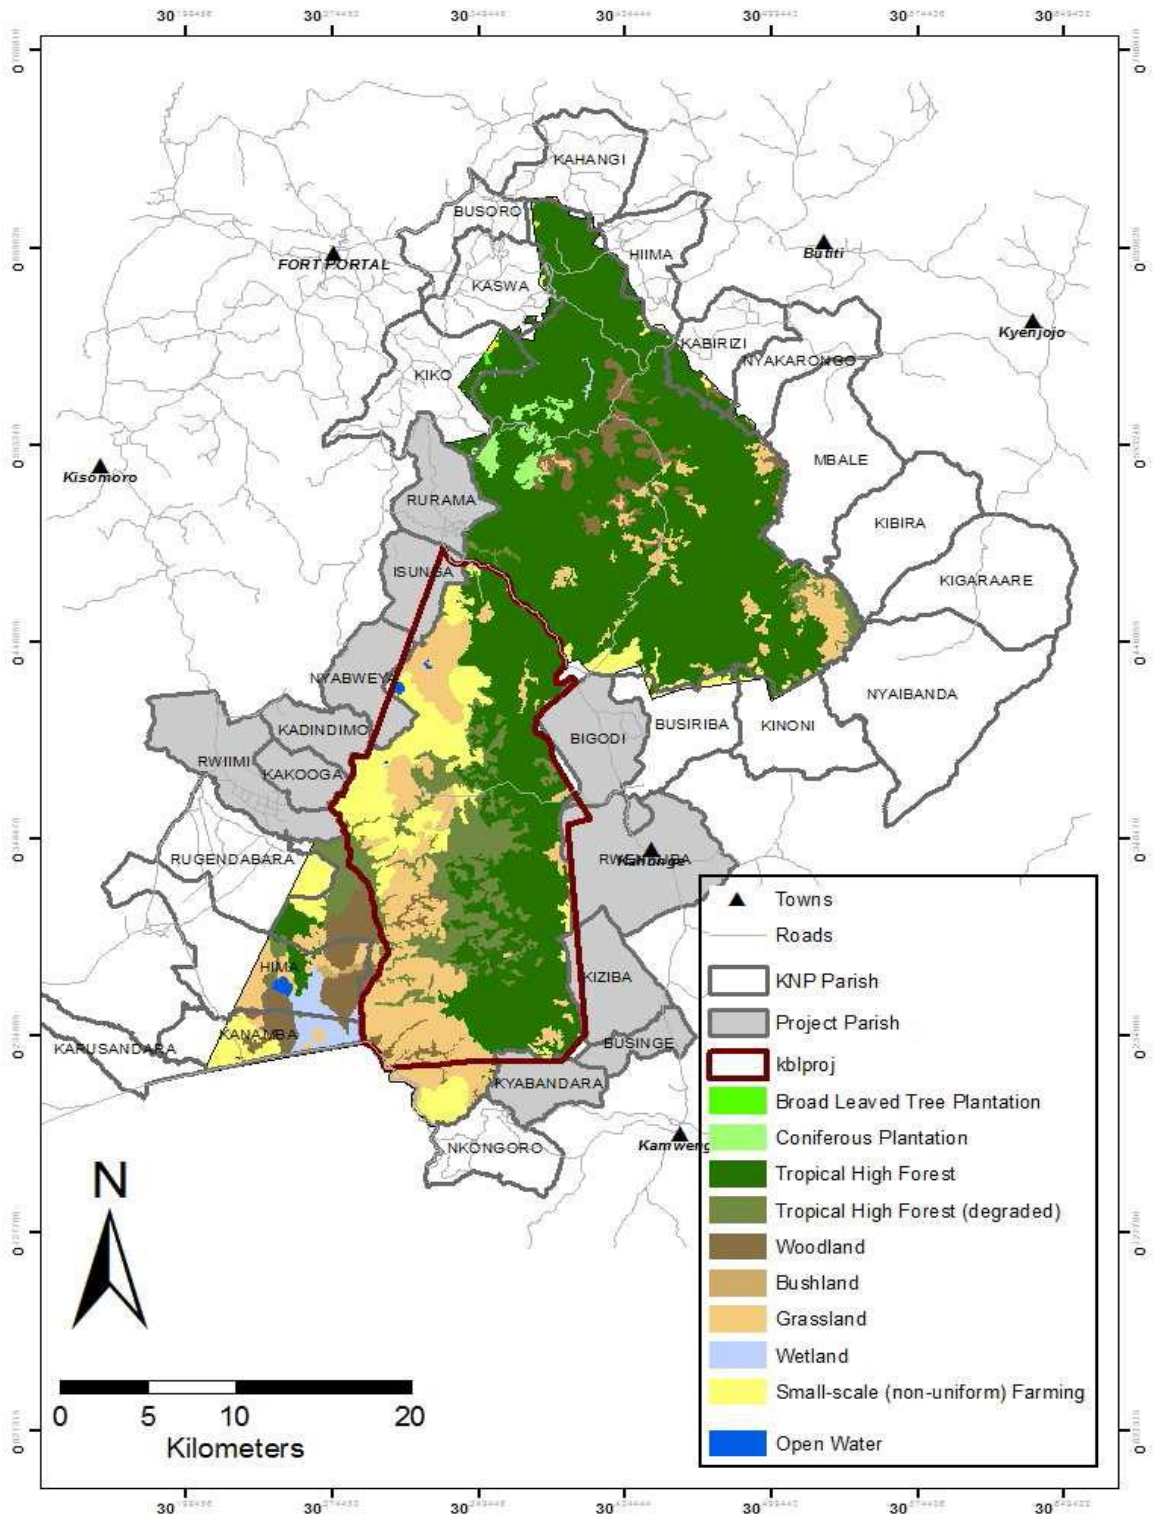 KAHANGI
BUSORO
HIIMA
FORT PORTAL
Butiti
KASWA
Kyenjojo
KABIRIZI
NYAKARONGO
KIKO
MBALE
Kisomoro
RURAMA
KIBIRA
ISUNGA
KIGARAARE
NYABWEYA
NYAIBANDA
KADINDIMO
BUSIRIBA
KINONI
BIGODI
RWIIMI
KAKOOGA
RUGENDABARA
Kahunge
HIMA
KIZIBA
KANAMBA
KARUSANDARA
BUSINGE
KYABANDARA
NKONGORO
Kamweng
Towns
Roads
KNP Parish
Project Parish
kblproj
Broad Leaved Tree Plantation
Coniferous Plantation
Tropical High Forest
Tropical High Forest (degraded)
Woodland
Bushland
Grassland
Wetland
Small-scale (non-uniform) Farming
Open Water
N
0 5 10 20
Kilometers